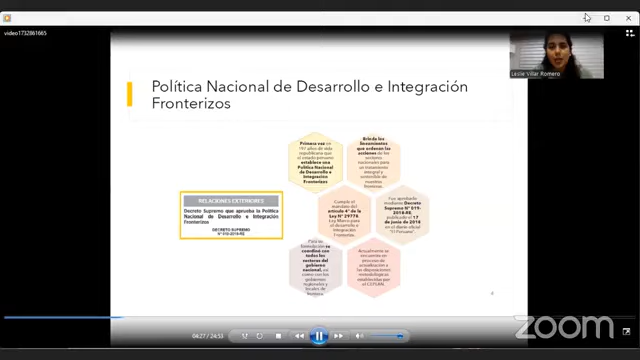 video1732861665
Leslie Villar Romero
Política Nacional de Desarrollo e Integración
Fronterizos
Primera vez en
197 años de vida
republicana que
el estado peruano
establece una
Política Nacional
de Desarrollo e
Integración
Fronterizos
Brinda los
lineamientos
que ordenan las
acciones de los
sectores
nacionales para
un tratamiento
integral y
sostenible de
nuestras
fronteras.
RELACIONES EXTERIORES
Decreto Supremo que aprueba la Política
Nacional de Desarrollo e Integración
Fronterizos
DECRETO SUPREMO
Cumple el
mandato del
artículo 4° de
la Ley N° 29778
Ley Marco para
el desarrollo e
Integración
Fronteriza.
Fue aprobada
mediante Decreto
Supremo N° 019-
2018-RE,
publicado el 17
de junio de 2018
en el diario oficial
"El Peruano".
Para su
formulación se
coordinó con
todos los
sectores del
gobierno
nacional, así
como con los
gobiernos
regionales y
locales de
frontera.
Actualmente se
encuentra en
proceso de
actualización a
las disposiciones
metodológicas
establecidas por
el CEPLAN.
04:27 / 24:53
zoom